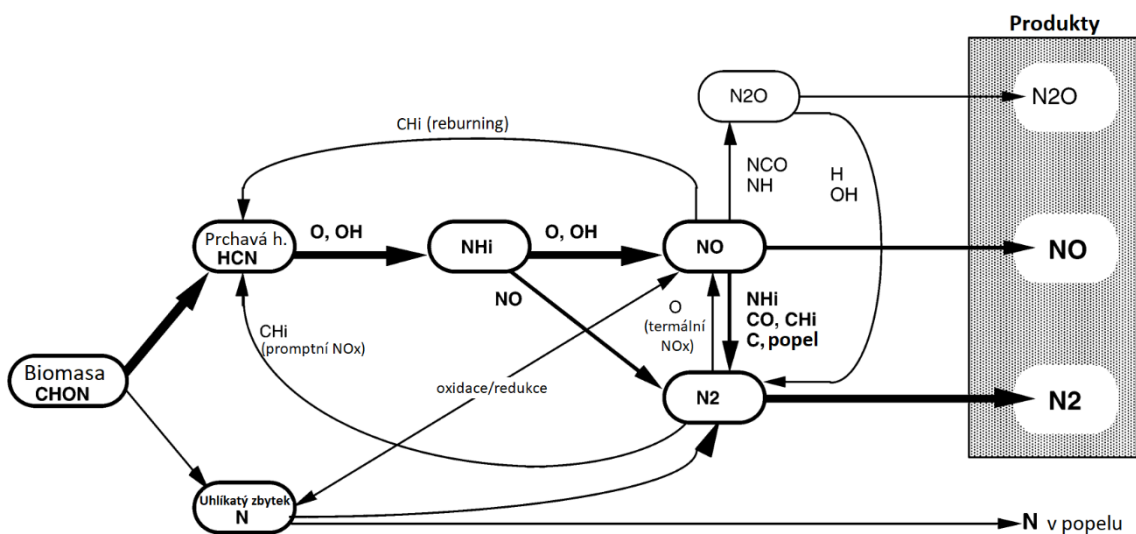 Produkty
N2O
N2O
CHi (reburning)
NCO
NH
H
OH
Prchavá h.
HCN
O, OH
NHi
O, OH
NO
NO
NO
NHi
CO, CHi
C, popel
O
(termální
NOx)
CHi
(promptní NOx)
Biomasa
CHON
oxidace/redukce
N2
N2
Uhlíkatý zbytek
N
N v popelu